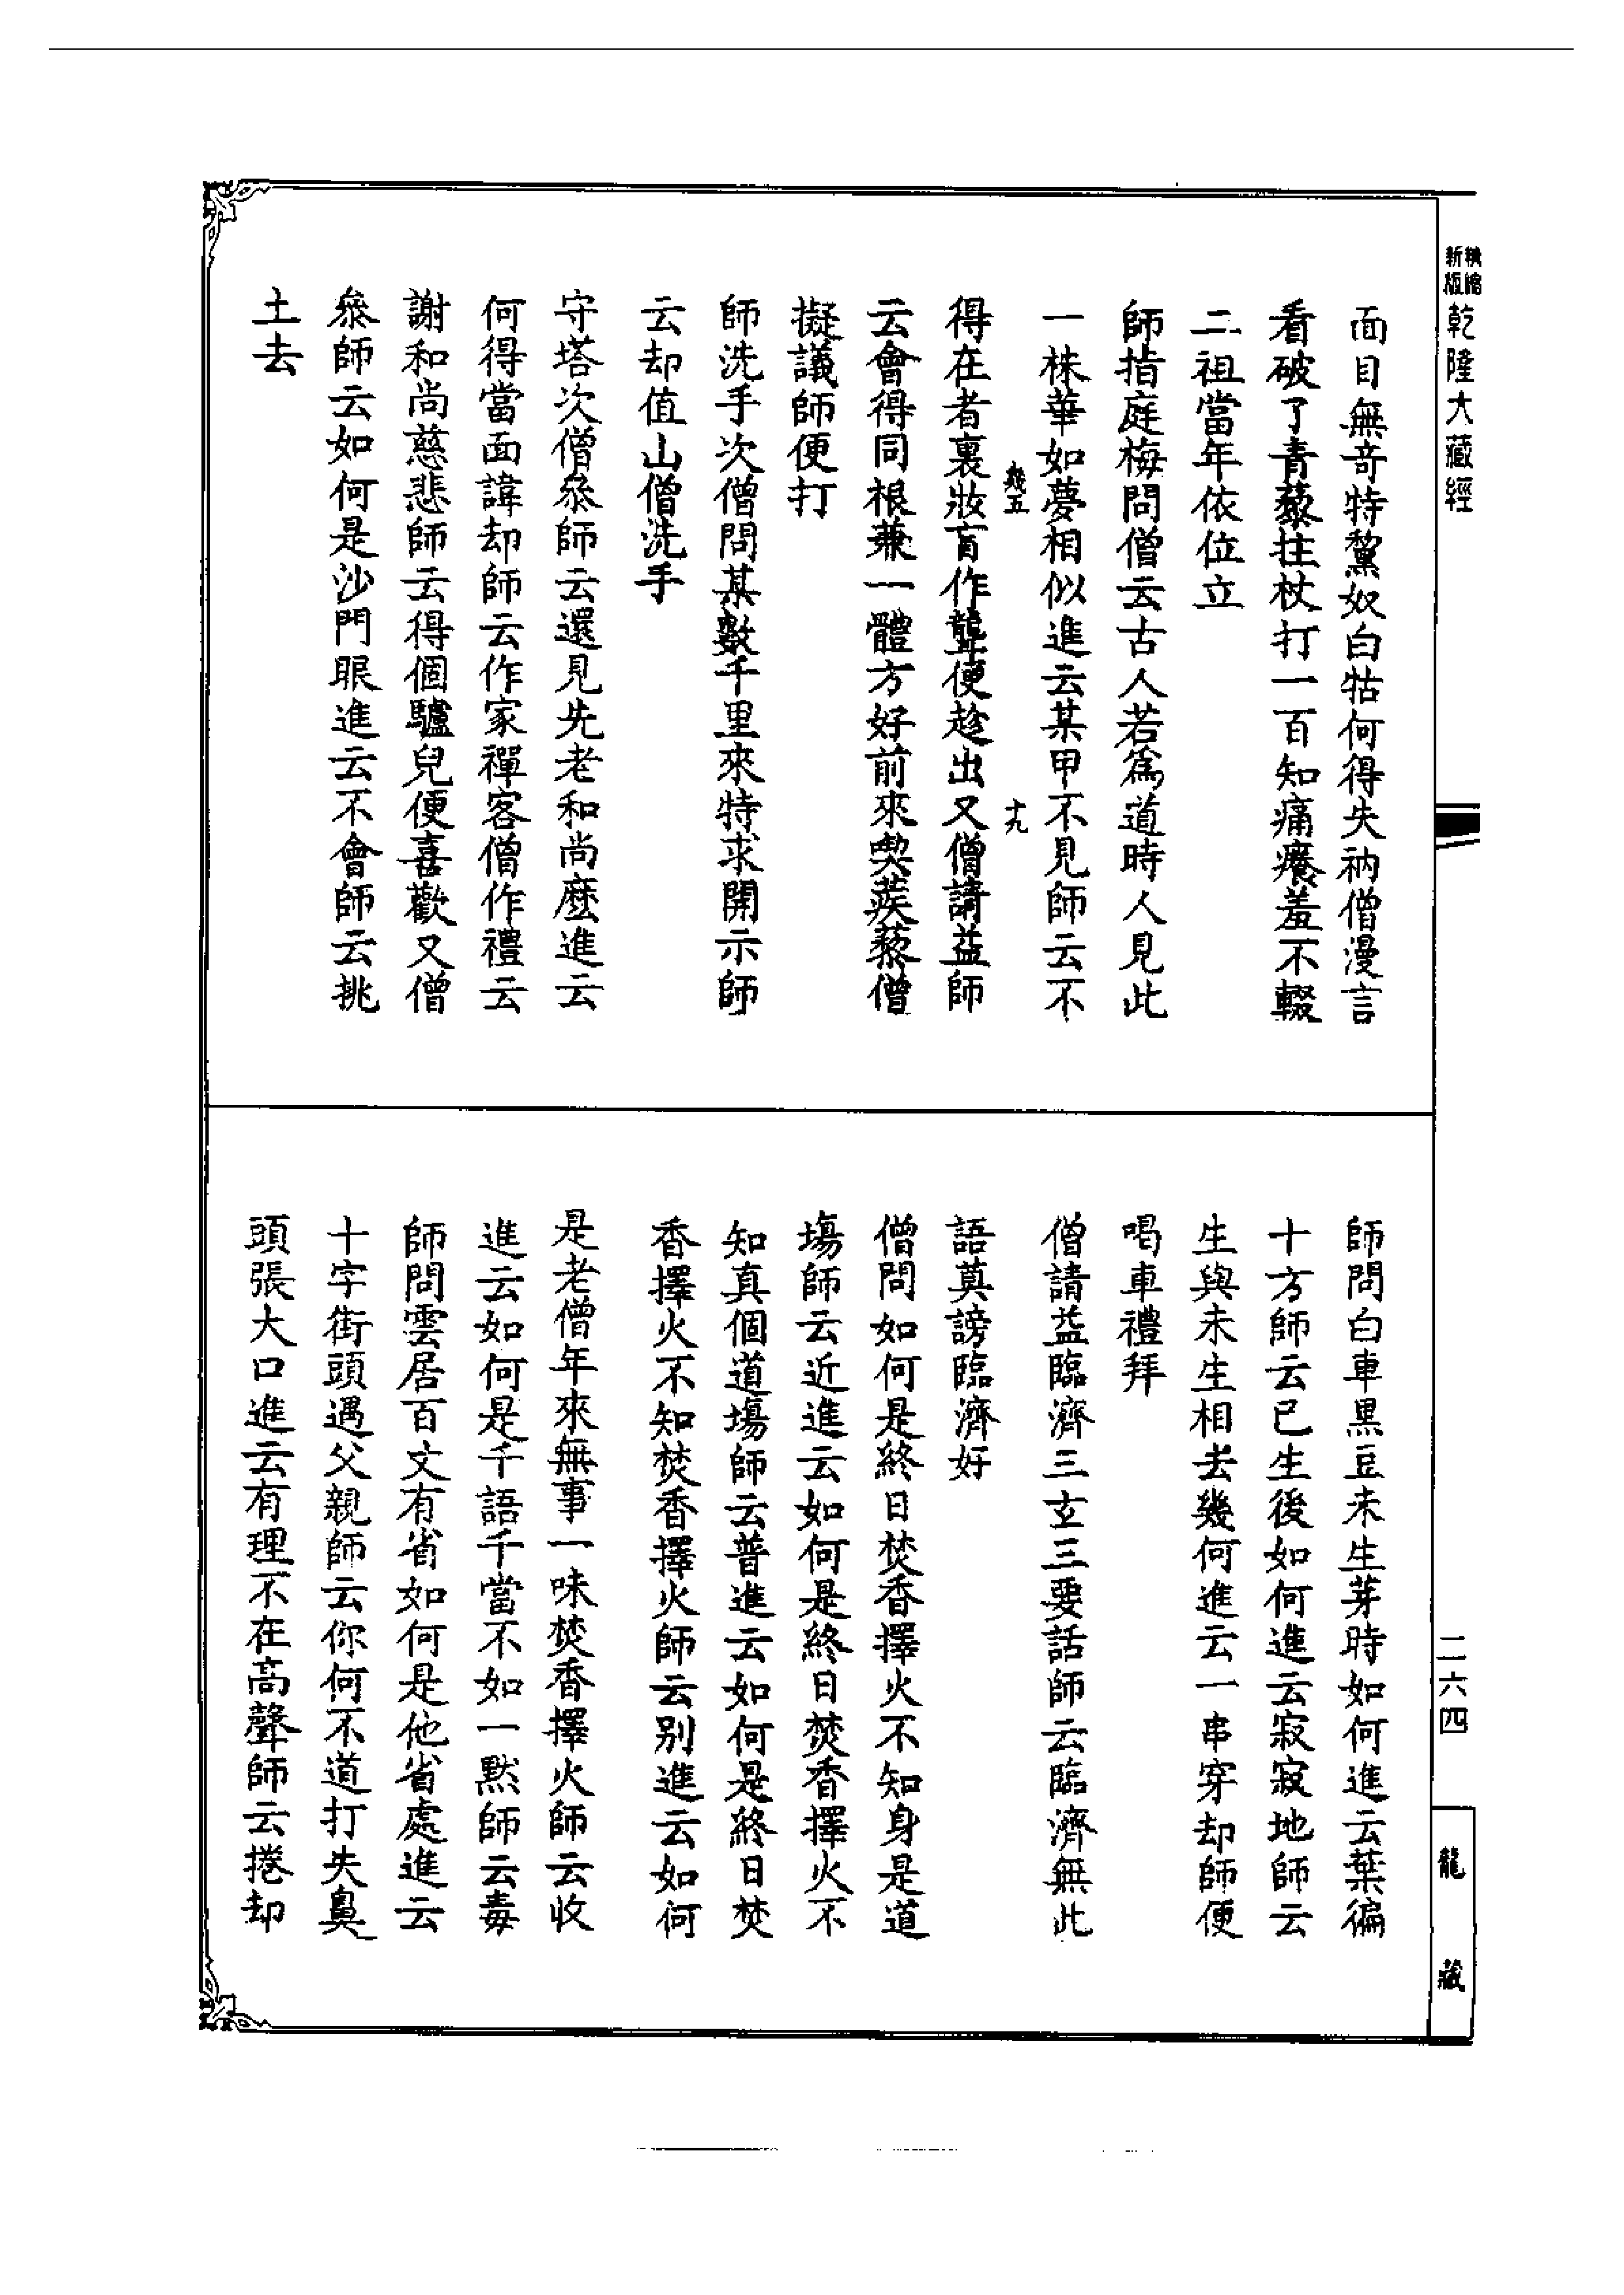 新版
精縮
乾隆大藏經
面目無奇特黧奴白牯何得失衲僧漫言
看破了青藜拄杖打一百知痛癢羞不輟
二祖當年依位立
師指庭梅問僧云古人若爲道時人見此
一株華如夢相似進云某甲不見師云不
幾五
十九
得在者裏妝盲作聾便趁出又僧請益師
云會得同根兼一體方好前來喫蒺藜僧
擬議師便打
師洗手次僧問某數千里來特求開示師
云却值山僧洗手
守塔次僧叅師云還見先老和尚麽進云
何得當面諱却師云作家禪客僧作禮云
謝和尚慈悲師云得個驢兒便喜歡又僧
叅師云如何是沙門眼進云不會師云挑
土去
師問白車黑豆未生芽時如何進云葉徧
十方師云已生後如何進云寂寂地師云
生與未生相去幾何進云一串穿却師便
喝車禮拜
僧請益臨濟三玄三要話師云臨濟無此
語莫謗臨濟好
僧問如何是終日焚香擇火不知身是道
塲師云近進云如何是終日焚香擇火不
知真個道塲師云普進云如何是終日焚
香擇火不知焚香擇火師云别進云如何
是老僧年來無事一味焚香擇火師云收
進云如何是千語千當不如一默師云毒
師問雲居百文有省如何是他省處進云
十字街頭遇父親師云你何不道打失鼻
頭張大口進云有理不在高聲師云捲却
二六四
龍藏